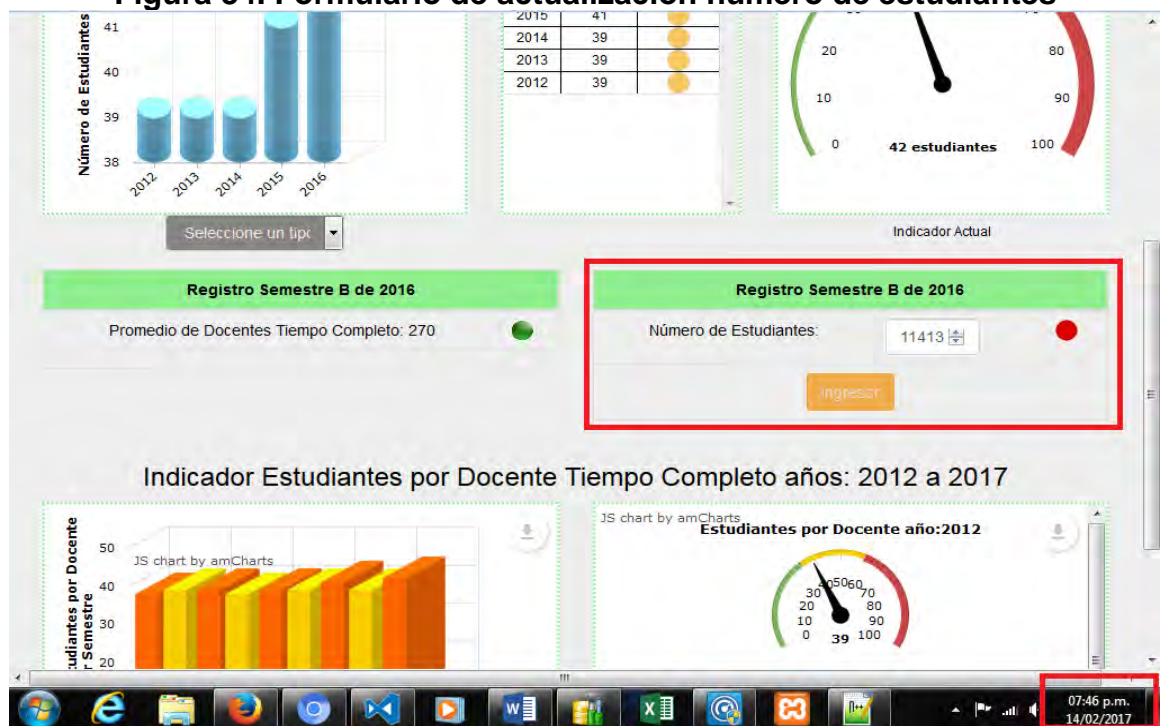 Figura 64. Formulario de actualización número de estudiantes
Número de Estudiantes
41
40
39
38
2012
2013
2014
2015
2016
2015 41
2014 39
2013 39
2012 39
20
10
0
80
90
100
42 estudiantes
Seleccione un tipo
Indicador Actual
Registro Semestre B de 2016
Promedio de Docentes Tiempo Completo: 270
Registro Semestre B de 2016
Número de Estudiantes:
11413
Ingresar
Indicador Estudiantes por Docente Tiempo Completo años: 2012 a 2017
50
40
30
20
JS chart by amCharts
JS chart by amCharts
Estudiantes por Docente año:2012
0
10
20
30
40
50
60
70
80
90
100
39
07:46 p.m.
14/02/2017